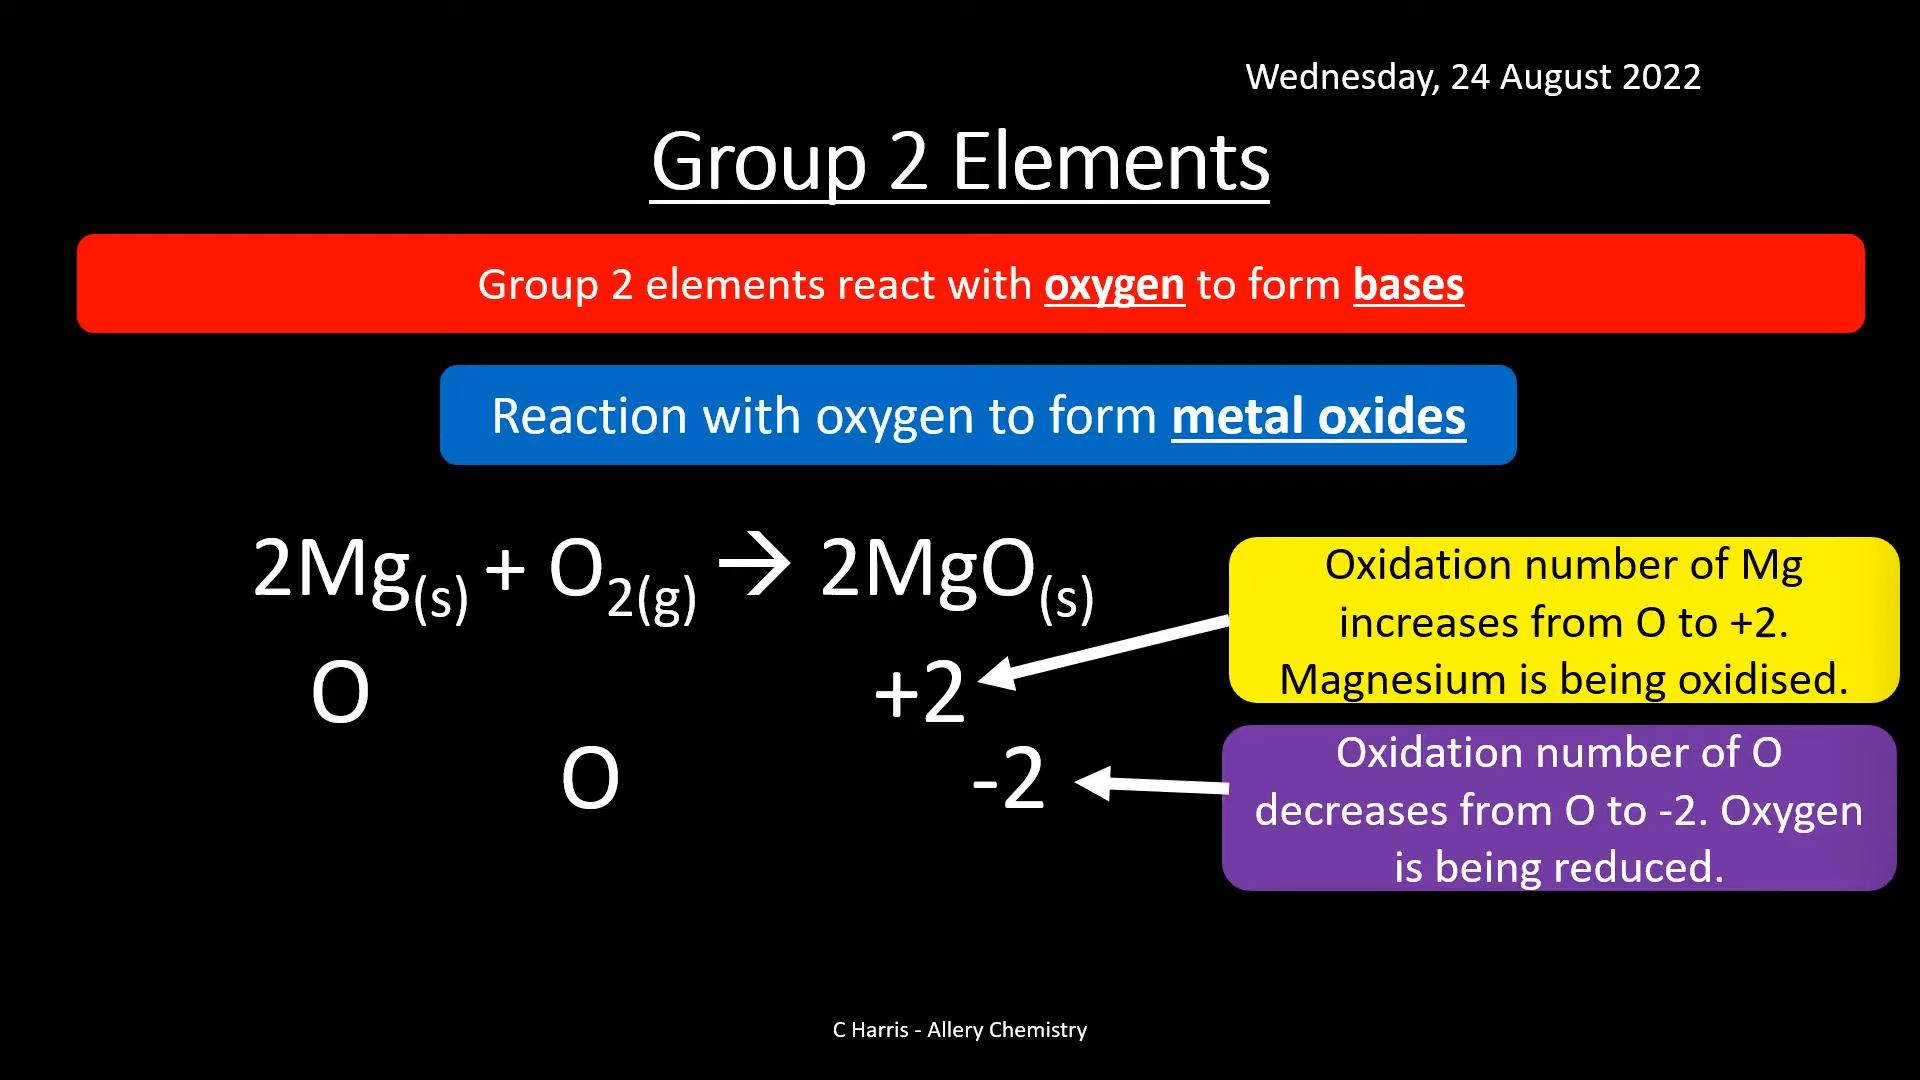 Wednesday, 24 August 2022
Group 2 Elements
Group 2 elements react with oxygen to form bases
Reaction with oxygen to form metal oxides
2Mg(s) + O2(g) → 2MgO(s)
O +2
O -2
Oxidation number of Mg
increases from O to +2.
Magnesium is being oxidised.
Oxidation number of O
decreases from O to -2. Oxygen
is being reduced.
C Harris - Allery Chemistry